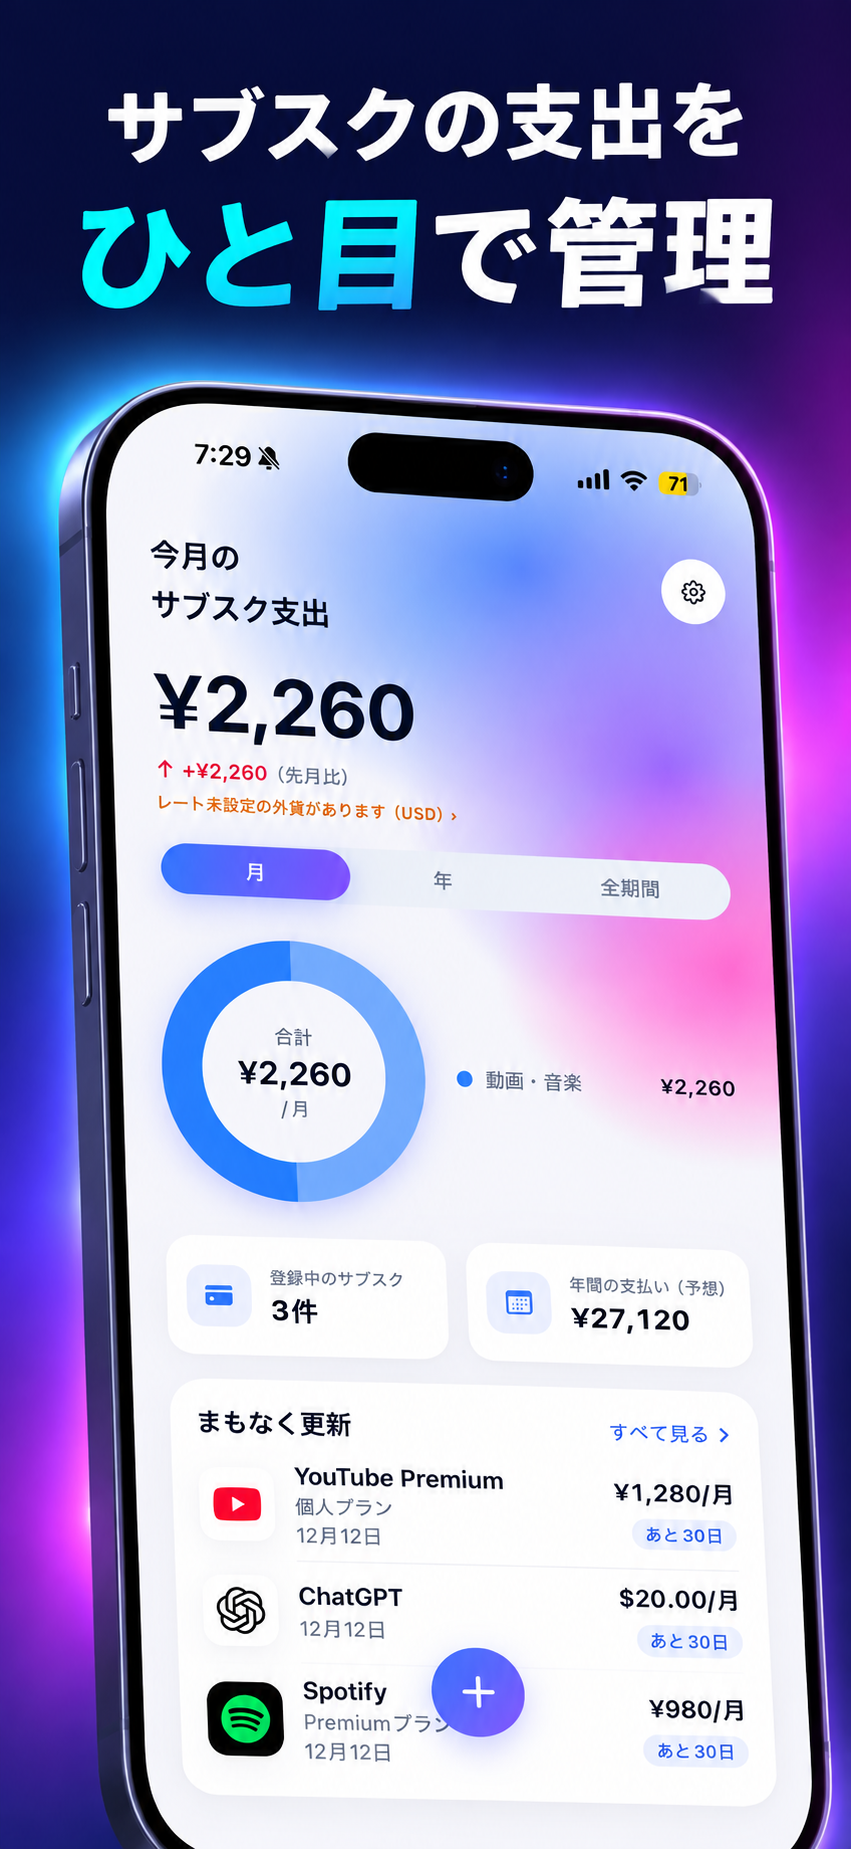 サブスクの支出を
ひと目で管理
7:29
71
今月の
サブスク支出
¥2,260
↑ +¥2,260（先月比）
レート未設定の外貨があります（USD）›
月 年 全期間
合計
¥2,260
/ 月
動画・音楽 ¥2,260
登録中のサブスク
3件
年間の支払い（予想）
¥27,120
まもなく更新
すべて見る >
YouTube Premium
個人プラン
12月12日
¥1,280/月
あと30日
ChatGPT
12月12日
$20.00/月
あと30日
Spotify
Premiumプラン
12月12日
¥980/月
あと30日